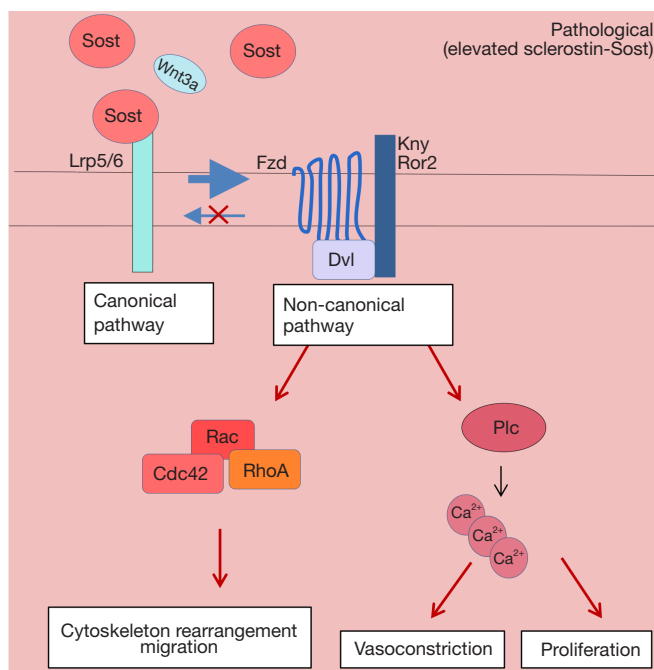 Pathological
(elevated sclerostin-Sost)
Sost
Sost
Wnt3a
Sost
Lrp5/6
Fzd
Kny
Ror2
Dvl
Canonical
pathway
Non-canonical
pathway
Rac
Cdc42
RhoA
Plc
Ca²⁺
Ca²⁺
Ca²⁺
Cytoskeleton rearrangement
migration
Vasoconstriction
Proliferation